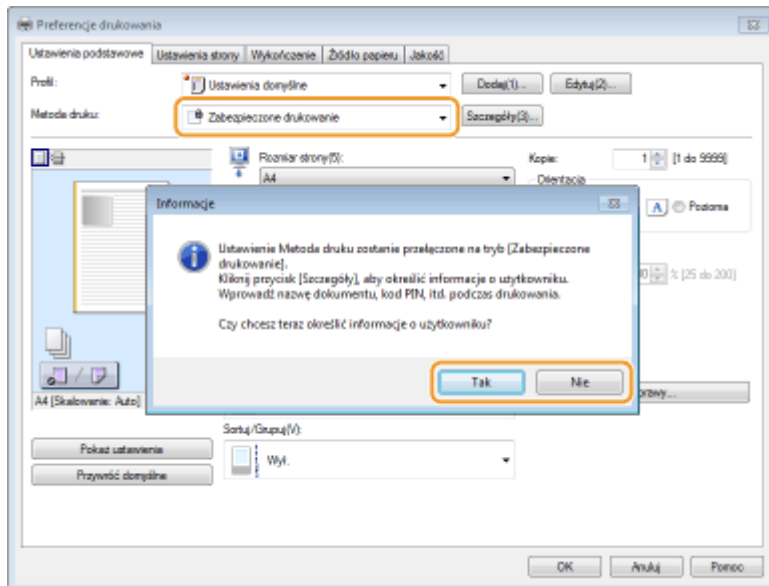 Preferencje drukowania
Ustawienia podstawowe Ustawienia strony Wykończenie Źródło papieru Jakość
Profil: Ustawienia domyślne Dodaj(1)... Edytuj(2)...
Metoda druku: Zabezpieczone drukowanie Szczegóły(3)...
Rozmiar strony(5): Kopie: 1 [1 do 9999]
A4 Orientacja
A Pozioma
Informacje
Ustawienie Metoda druku zostanie przełączone na tryb [Zabezpieczone
drukowanie].
Kliknij przycisk [Szczegóły], aby określić informacje o użytkowniku.
Wprowadź nazwę dokumentu, kod PIN, itd. podczas drukowania.
% [25 do 200]
Czy chcesz teraz określić informacje o użytkowniku?
Tak Nie
A4 [Skalowanie: Auto]
Sortuj/Grupuj(V):
Pokaż ustawienia
Wył.
Przywróć domyślne
OK Anuluj Pomoc